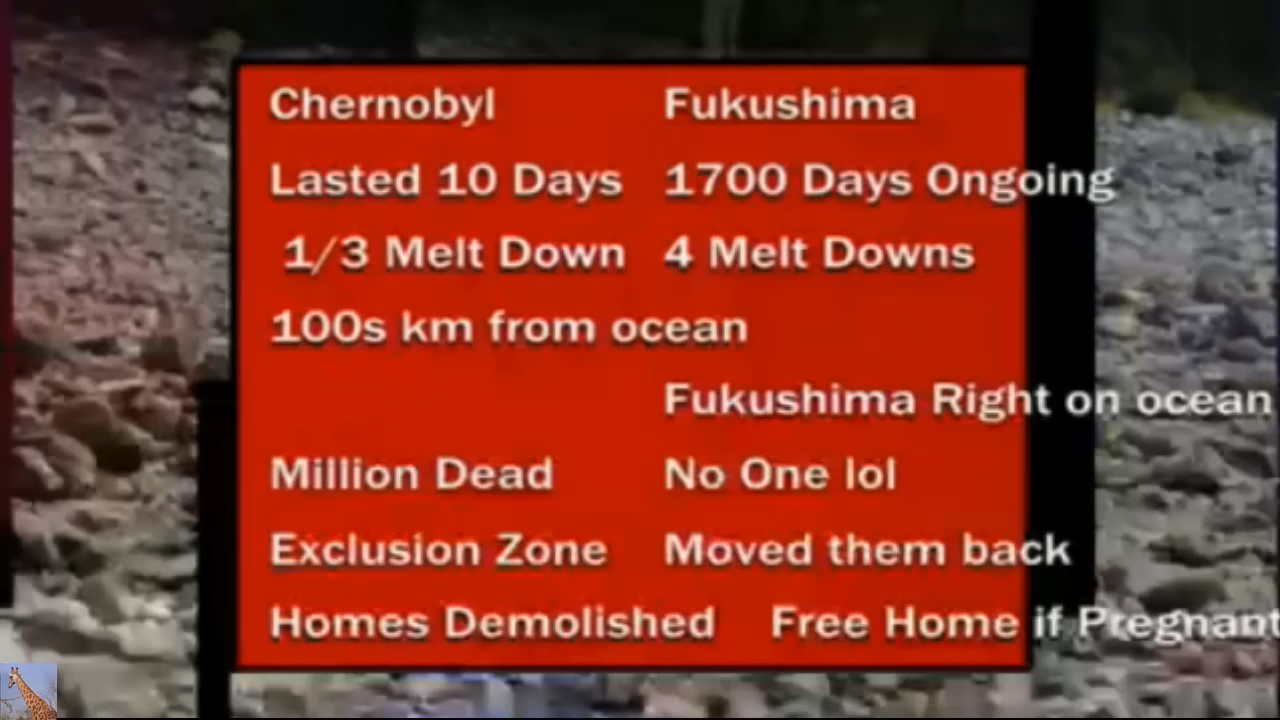 Chernobyl Fukushima
Lasted 10 Days 1700 Days Ongoing
1/3 Melt Down 4 Melt Downs
100s km from ocean
Fukushima Right on ocean
Million Dead No One lol
Exclusion Zone Moved them back
Homes Demolished Free Home if Pregnant